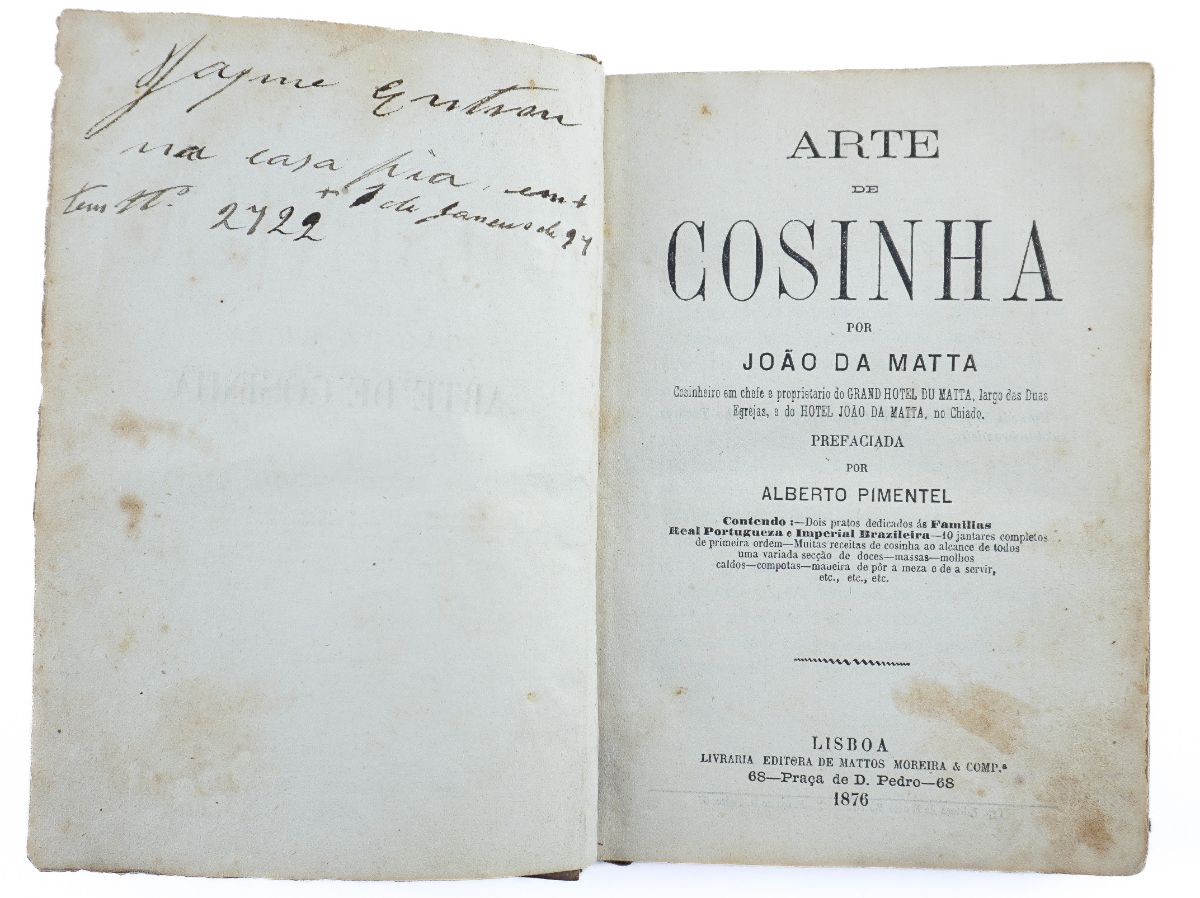 Jayme entrou
na casa pia em
1 de Janeiro de 97
tem Nº 2722
ARTE
DE
COSINHA
POR
JOÃO DA MATTA
Cosinheiro em chefe e proprietario do GRAND HOTEL DU MATTA, largo das Duas
Egrejas, e do HOTEL JOÃO DA MATTA, no Chiado.
PREFACIADA
POR
ALBERTO PIMENTEL
Contendo :—Dois pratos dedicados ás Familias
Real Portugueza e Imperial Brazileira—10 jantares completos
de primeira ordem—Muitas receitas de cosinha ao alcance de todos
uma variada secção de doces—massas—molhos
caldos—compotas—maneira de pôr a meza e de a servir,
etc., etc., etc.
LISBOA
LIVRARIA EDITORA DE MATTOS MOREIRA & COMP.ª
68—Praça de D. Pedro—68
1876